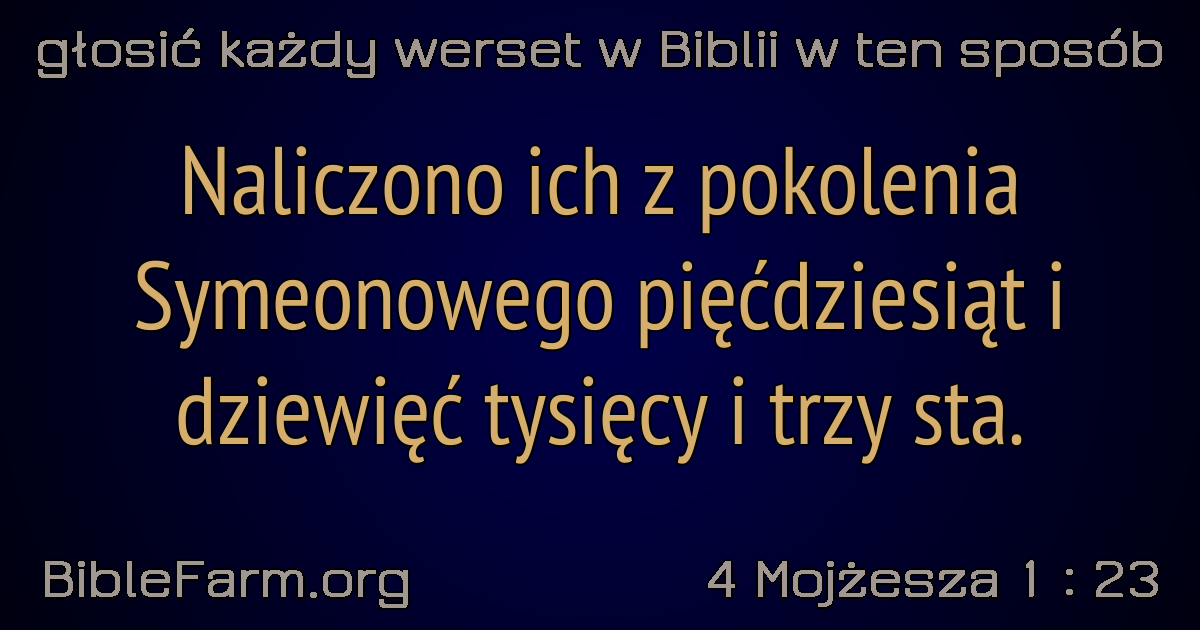 głosić każdy werset w Biblii w ten sposób
Naliczono ich z pokolenia
Symeonowego pięćdziesiąt i
dziewięć tysięcy i trzy sta.
BibleFarm.org
4 Mojżesza 1 : 23